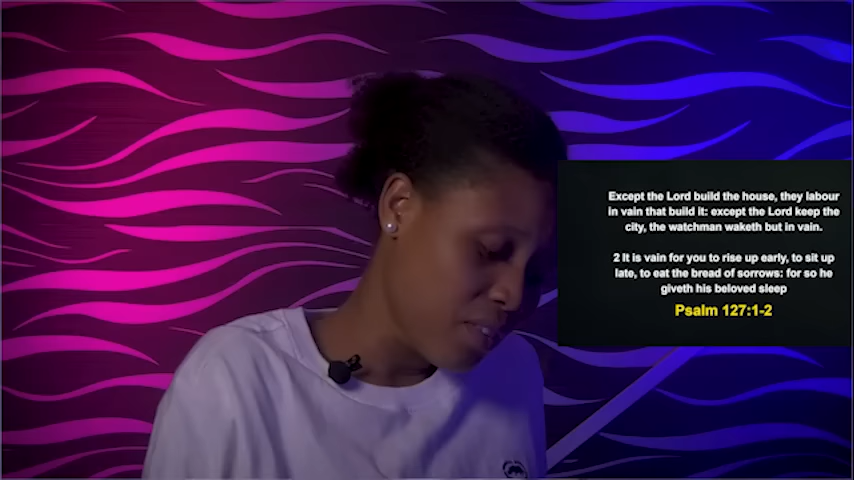 Except the Lord build the house, they labour
in vain that build it: except the Lord keep the
city, the watchman waketh but in vain.
2 It is vain for you to rise up early, to sit up
late, to eat the bread of sorrows: for so he
giveth his beloved sleep
Psalm 127:1-2